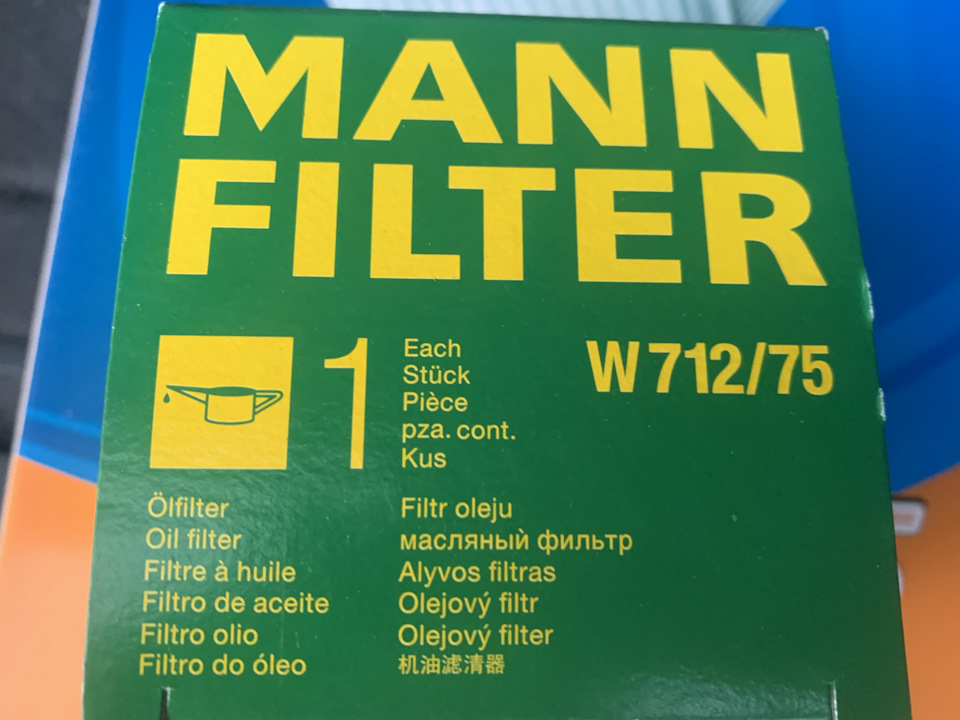 MANN
FILTER
1
Each
Stück
Pièce
pza. cont.
Kus
W 712/75
Ölfilter
Oil filter
Filtre à huile
Filtro de aceite
Filtro olio
Filtro do óleo
Filtr oleju
масляный фильтр
Alyvos filtras
Olejový filtr
Olejový filter
机油滤清器